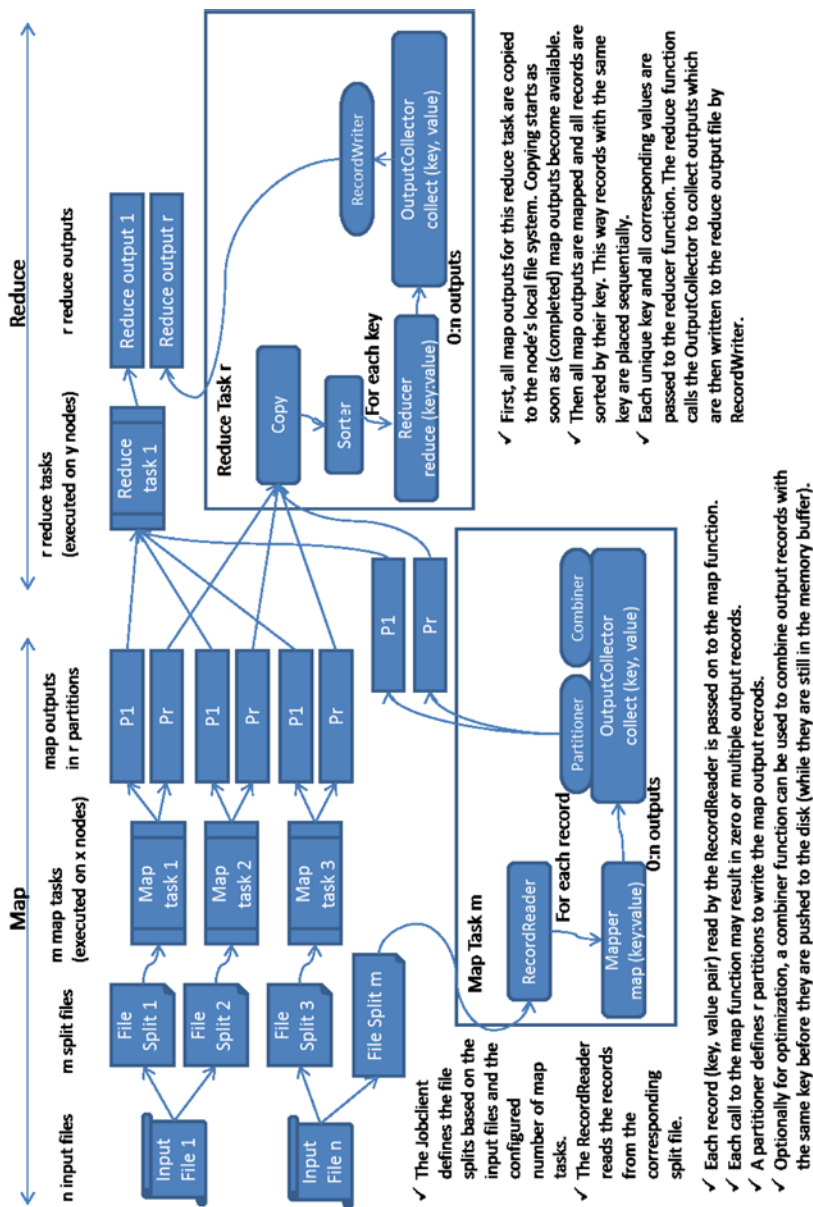 Map
Reduce
n input files
m split files
m map tasks
(executed on x nodes)
map outputs
in r partitions
r reduce tasks
(executed on y nodes)
r reduce outputs
Input
File 1
Input
File n
File
Split 1
File
Split 2
File
Split 3
File Split m
Map
task 1
Map
task 2
Map
task 3
P1
Pr
P1
Pr
P1
Pr
P1
Pr
Reduce
task 1
Reduce output 1
Reduce output r
Map Task m
RecordReader
For each record
Mapper
map (key:value)
0:n outputs
Partitioner
Combiner
OutputCollector
collect (key, value)
Reduce Task r
Copy
Sorter
For each key
Reducer
reduce (key:value)
0:n outputs
OutputCollector
collect (key, value)
RecordWriter
✓ The Jobclient
defines the file
splits based on the
input files and the
configured
number of map
tasks.
✓ The RecordReader
reads the records
from the
corresponding
split file.
✓ Each record (key, value pair) read by the RecordReader is passed on to the map function.
✓ Each call to the map function may result in zero or multiple output records.
✓ A partitioner defines r partitions to write the map output recrods.
✓ Optionally for optimization, a combiner function can be used to combine output records with
the same key before they are pushed to the disk (while they are still in the memory buffer).
✓ First, all map outputs for this reduce task are copied
to the node's local file system. Copying starts as
soon as (completed) map outputs become available.
✓ Then all map outputs are mapped and all records are
sorted by their key. This way records with the same
key are placed sequentially.
✓ Each unique key and all corresponding values are
passed to the reducer function. The reduce function
calls the OutputCollector to collect outputs which
are then written to the reduce output file by
RecordWriter.